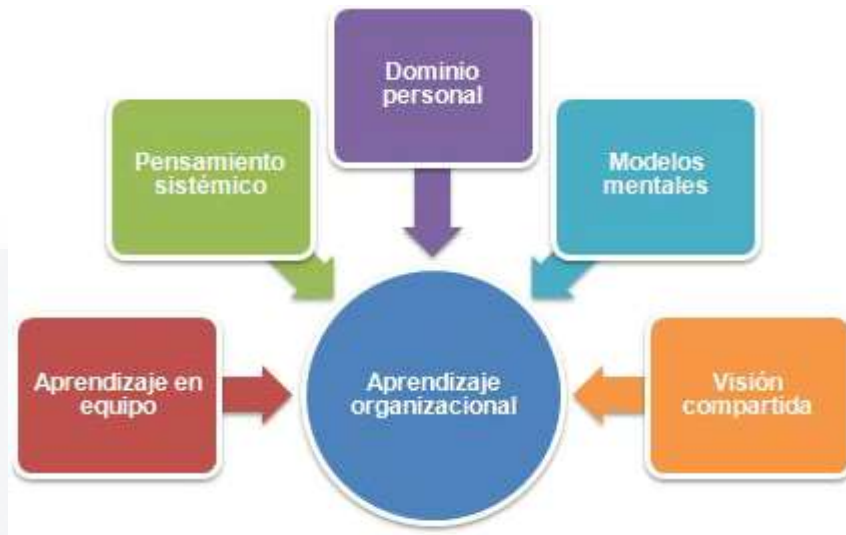 Dominio
personal
Pensamiento
sistémico
Modelos
mentales
Aprendizaje en
equipo
Aprendizaje
organizacional
Visión
compartida